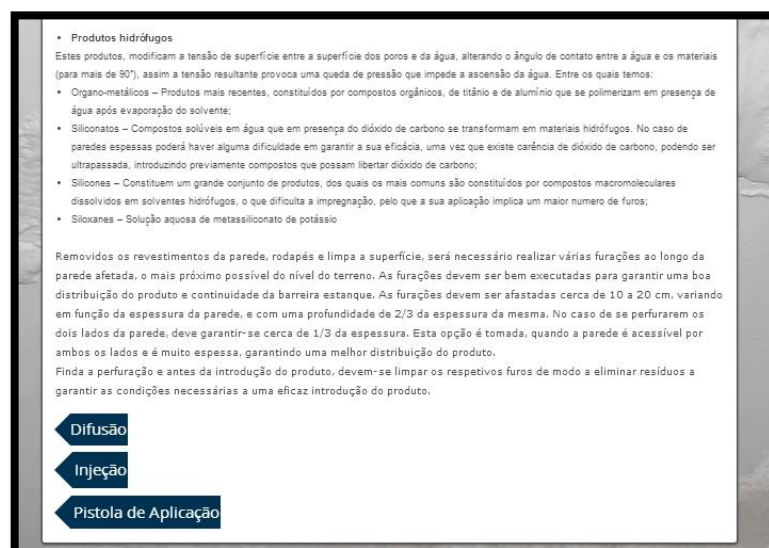 • Produtos hidrófugos
Estes produtos, modificam a tensão de superfície entre a superfície dos poros e da água, alterando o ângulo de contato entre a água e os materiais
(para mais de 90°), assim a tensão resultante provoca uma queda de pressão que impede a ascensão da água. Entre os quais temos:
• Organo-metálicos – Produtos mais recentes, constituídos por compostos orgânicos, de titânio e de alumínio que se polimerizam em presença de
água após evaporação do solvente;
• Siliconatos – Compostos solúveis em água que em presença do dióxido de carbono se transformam em materiais hidrófugos. No caso de
paredes espessas poderá haver alguma dificuldade em garantir a sua eficácia, uma vez que existe carência de dióxido de carbono, podendo ser
ultrapassada, introduzindo previamente compostos que possam libertar dióxido de carbono;
• Silicones – Constituem um grande conjunto de produtos, dos quais os mais comuns são constituídos por compostos macromoleculares
dissolvidos em solventes hidrófugos, o que dificulta a impregnação, pelo que a sua aplicação implica um maior numero de furos;
• Siloxanes – Solução aquosa de metassiliconato de potássio
Removidos os revestimentos da parede, rodapés e limpa a superfície, será necessário realizar várias furações ao longo da
parede afetada, o mais próximo possível do nível do terreno. As furações devem ser bem executadas para garantir uma boa
distribuição do produto e continuidade da barreira estanque. As furações devem ser afastadas cerca de 10 a 20 cm, variando
em função da espessura da parede, e com uma profundidade de 2/3 da espessura da mesma. No caso de se perfurarem os
dois lados da parede, deve garantir-se cerca de 1/3 da espessura. Esta opção é tomada, quando a parede é acessível por
ambos os lados e é muito espessa, garantindo uma melhor distribuição do produto.
Finda a perfuração e antes da introdução do produto, devem-se limpar os respetivos furos de modo a eliminar resíduos a
garantir as condições necessárias a uma eficaz introdução do produto.
Difusão
Injeção
Pistola de Aplicação